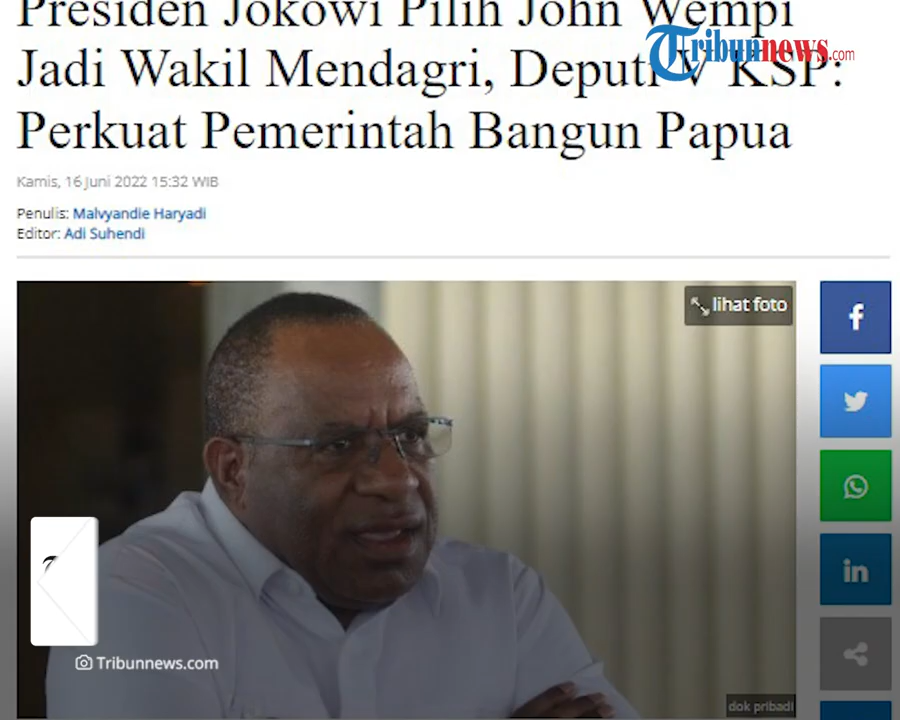 Presiden Jokowi Pilih John Wempi
Tribunnews.com
Jadi Wakil Mendagri, Deputi V KSP:
Perkuat Pemerintah Bangun Papua
Kamis, 16 Juni 2022 15:32 WIB
Penulis: Malvyandie Haryadi
Editor: Adi Suhendi
lihat foto
f
in
Tribunnews.com
dok pribadi